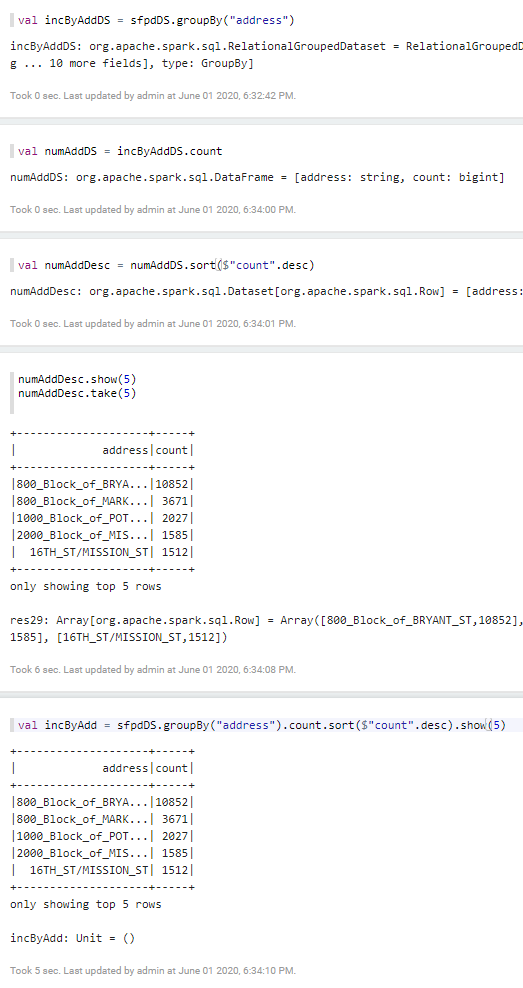 val incByAddDS = sfpdDS.groupBy("address")
incByAddDS: org.apache.spark.sql.RelationalGroupedDataset = RelationalGroupedD
g ... 10 more fields], type: GroupBy]
Took 0 sec. Last updated by admin at June 01 2020, 6:32:42 PM.
val numAddDS = incByAddDS.count
numAddDS: org.apache.spark.sql.DataFrame = [address: string, count: bigint]
Took 0 sec. Last updated by admin at June 01 2020, 6:34:00 PM.
val numAddDesc = numAddDS.sort($"count".desc)
numAddDesc: org.apache.spark.sql.Dataset[org.apache.spark.sql.Row] = [address:
Took 0 sec. Last updated by admin at June 01 2020, 6:34:01 PM.
numAddDesc.show(5)
numAddDesc.take(5)
+--------------------+-----+
|             address|count|
+--------------------+-----+
|800_Block_of_BRYA...|10852|
|800_Block_of_MARK...| 3671|
|1000_Block_of_POT...| 2027|
|2000_Block_of_MIS...| 1585|
|  16TH_ST/MISSION_ST| 1512|
+--------------------+-----+
only showing top 5 rows
res29: Array[org.apache.spark.sql.Row] = Array([800_Block_of_BRYANT_ST,10852],
1585], [16TH_ST/MISSION_ST,1512])
Took 6 sec. Last updated by admin at June 01 2020, 6:34:08 PM.
val incByAdd = sfpdDS.groupBy("address").count.sort($"count".desc).show(5)
+--------------------+-----+
|             address|count|
+--------------------+-----+
|800_Block_of_BRYA...|10852|
|800_Block_of_MARK...| 3671|
|1000_Block_of_POT...| 2027|
|2000_Block_of_MIS...| 1585|
|  16TH_ST/MISSION_ST| 1512|
+--------------------+-----+
only showing top 5 rows
incByAdd: Unit = ()
Took 5 sec. Last updated by admin at June 01 2020, 6:34:10 PM.